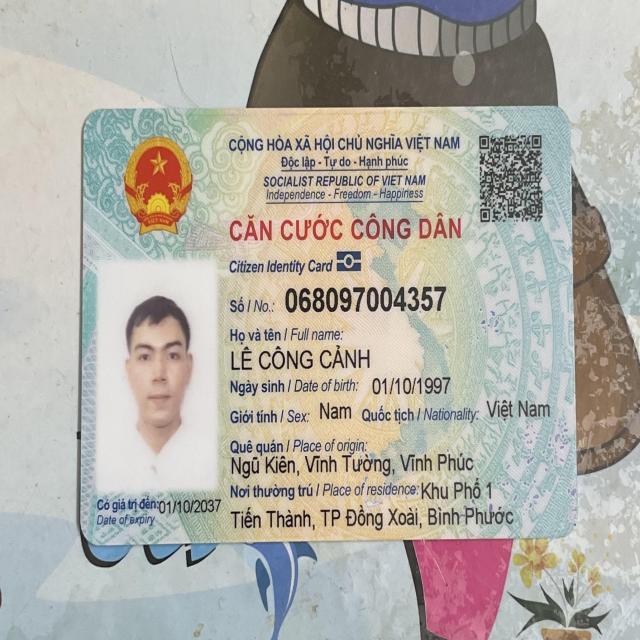 CỘNG HÒA XÃ HỘI CHỦ NGHĨA VIỆT NAM
Độc lập - Tự do - Hạnh phúc
SOCIALIST REPUBLIC OF VIET NAM
Independence - Freedom - Happiness
CĂN CƯỚC CÔNG DÂN
Citizen Identity Card
Số / No.: 068097004357
Họ và tên / Full name:
LÊ CÔNG CẢNH
Ngày sinh / Date of birth: 01/10/1997
Giới tính / Sex: Nam Quốc tịch / Nationality: Việt Nam
Quê quán / Place of origin:
Ngũ Kiên, Vĩnh Tường, Vĩnh Phúc
Nơi thường trú / Place of residence: Khu Phố 1
Tiến Thành, TP Đồng Xoài, Bình Phước
Có giá trị đến: 01/10/2037
Date of expiry